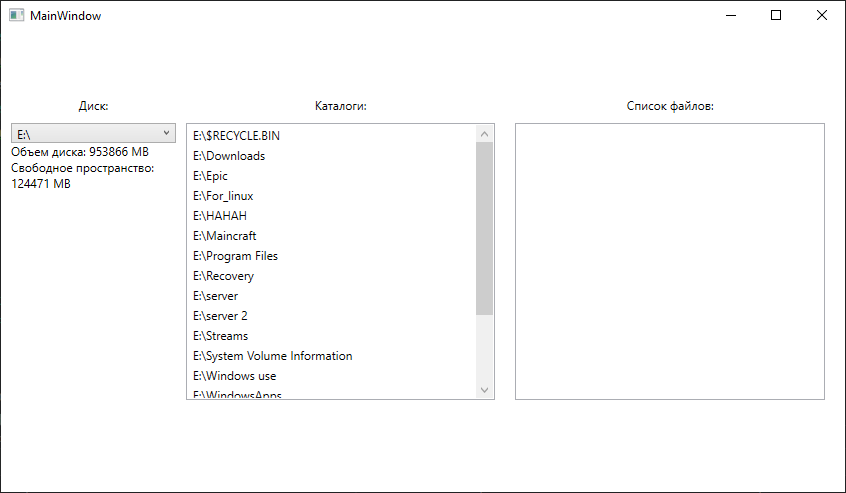 MainWindow
Диск:
Каталоги:
Список файлов:
E:\
Объем диска: 953866 MB
Свободное пространство:
124471 MB
E:\$RECYCLE.BIN
E:\Downloads
E:\Epic
E:\For_linux
E:\HAHAH
E:\Maincraft
E:\Program Files
E:\Recovery
E:\server
E:\server 2
E:\Streams
E:\System Volume Information
E:\Windows use
E:\WindowsApps